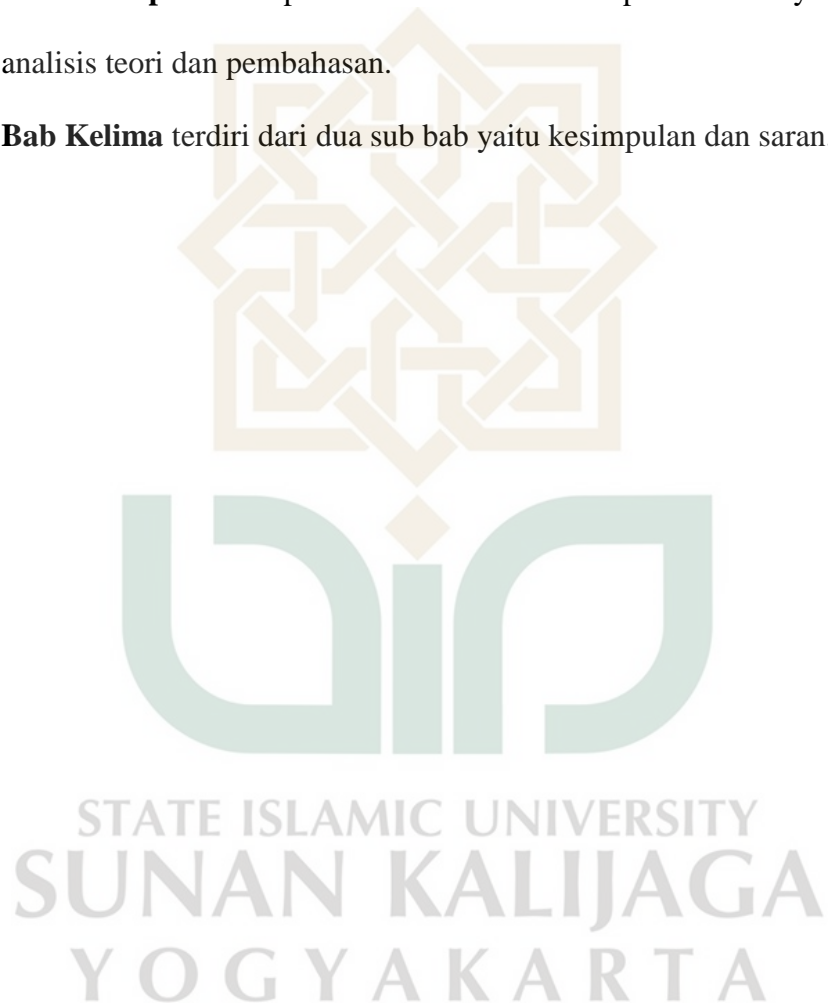 analisis teori dan pembahasan.
Bab Kelima terdiri dari dua sub bab yaitu kesimpulan dan saran
STATE ISLAMIC UNIVERSITY
SUNAN KALIJAGA
YOGYAKARTA